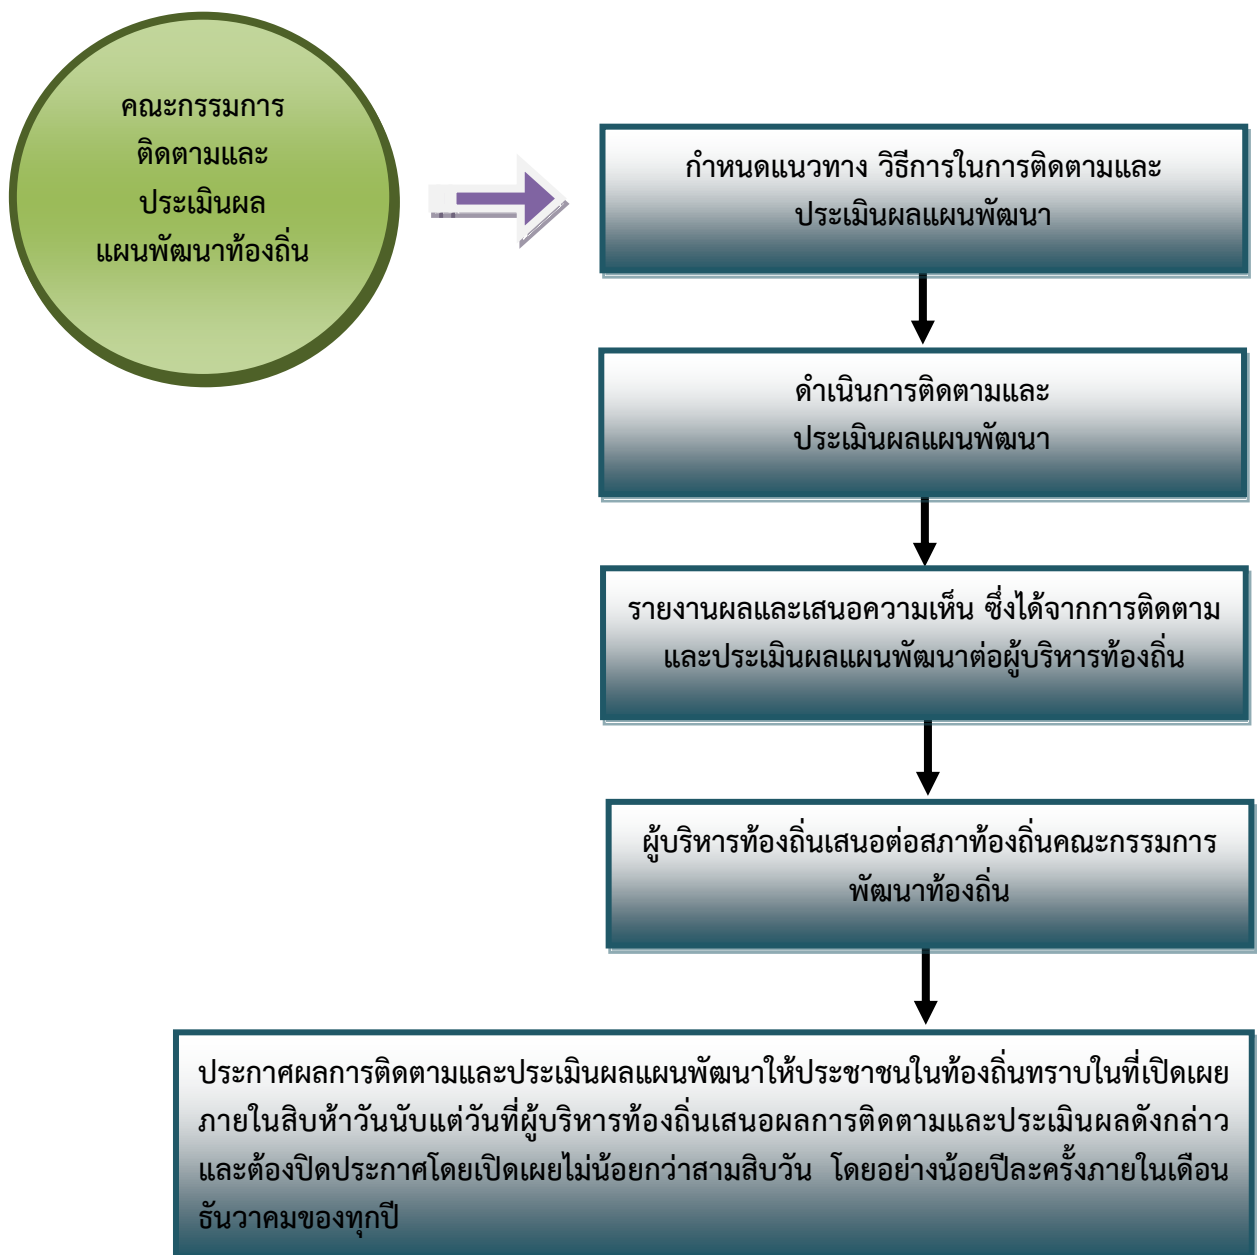 คณะกรรมการ
ติดตามและ
ประเมินผล
แผนพัฒนาท้องถิ่น
กำหนดแนวทาง วิธีการในการติดตามและ
ประเมินผลแผนพัฒนา
ดำเนินการติดตามและ
ประเมินผลแผนพัฒนา
รายงานผลและเสนอความเห็น ซึ่งได้จากการติดตาม
และประเมินผลแผนพัฒนาต่อผู้บริหารท้องถิ่น
ผู้บริหารท้องถิ่นเสนอต่อสภาท้องถิ่นคณะกรรมการ
พัฒนาท้องถิ่น
ประกาศผลการติดตามและประเมินผลแผนพัฒนาให้ประชาชนในท้องถิ่นทราบในที่เปิดเผย
ภายในสิบห้าวันนับแต่วันที่ผู้บริหารท้องถิ่นเสนอผลการติดตามและประเมินผลดังกล่าว
และต้องปิดประกาศโดยเปิดเผยไม่น้อยกว่าสามสิบวัน โดยอย่างน้อยปีละครั้งภายในเดือน
ธันวาคมของทุกปี